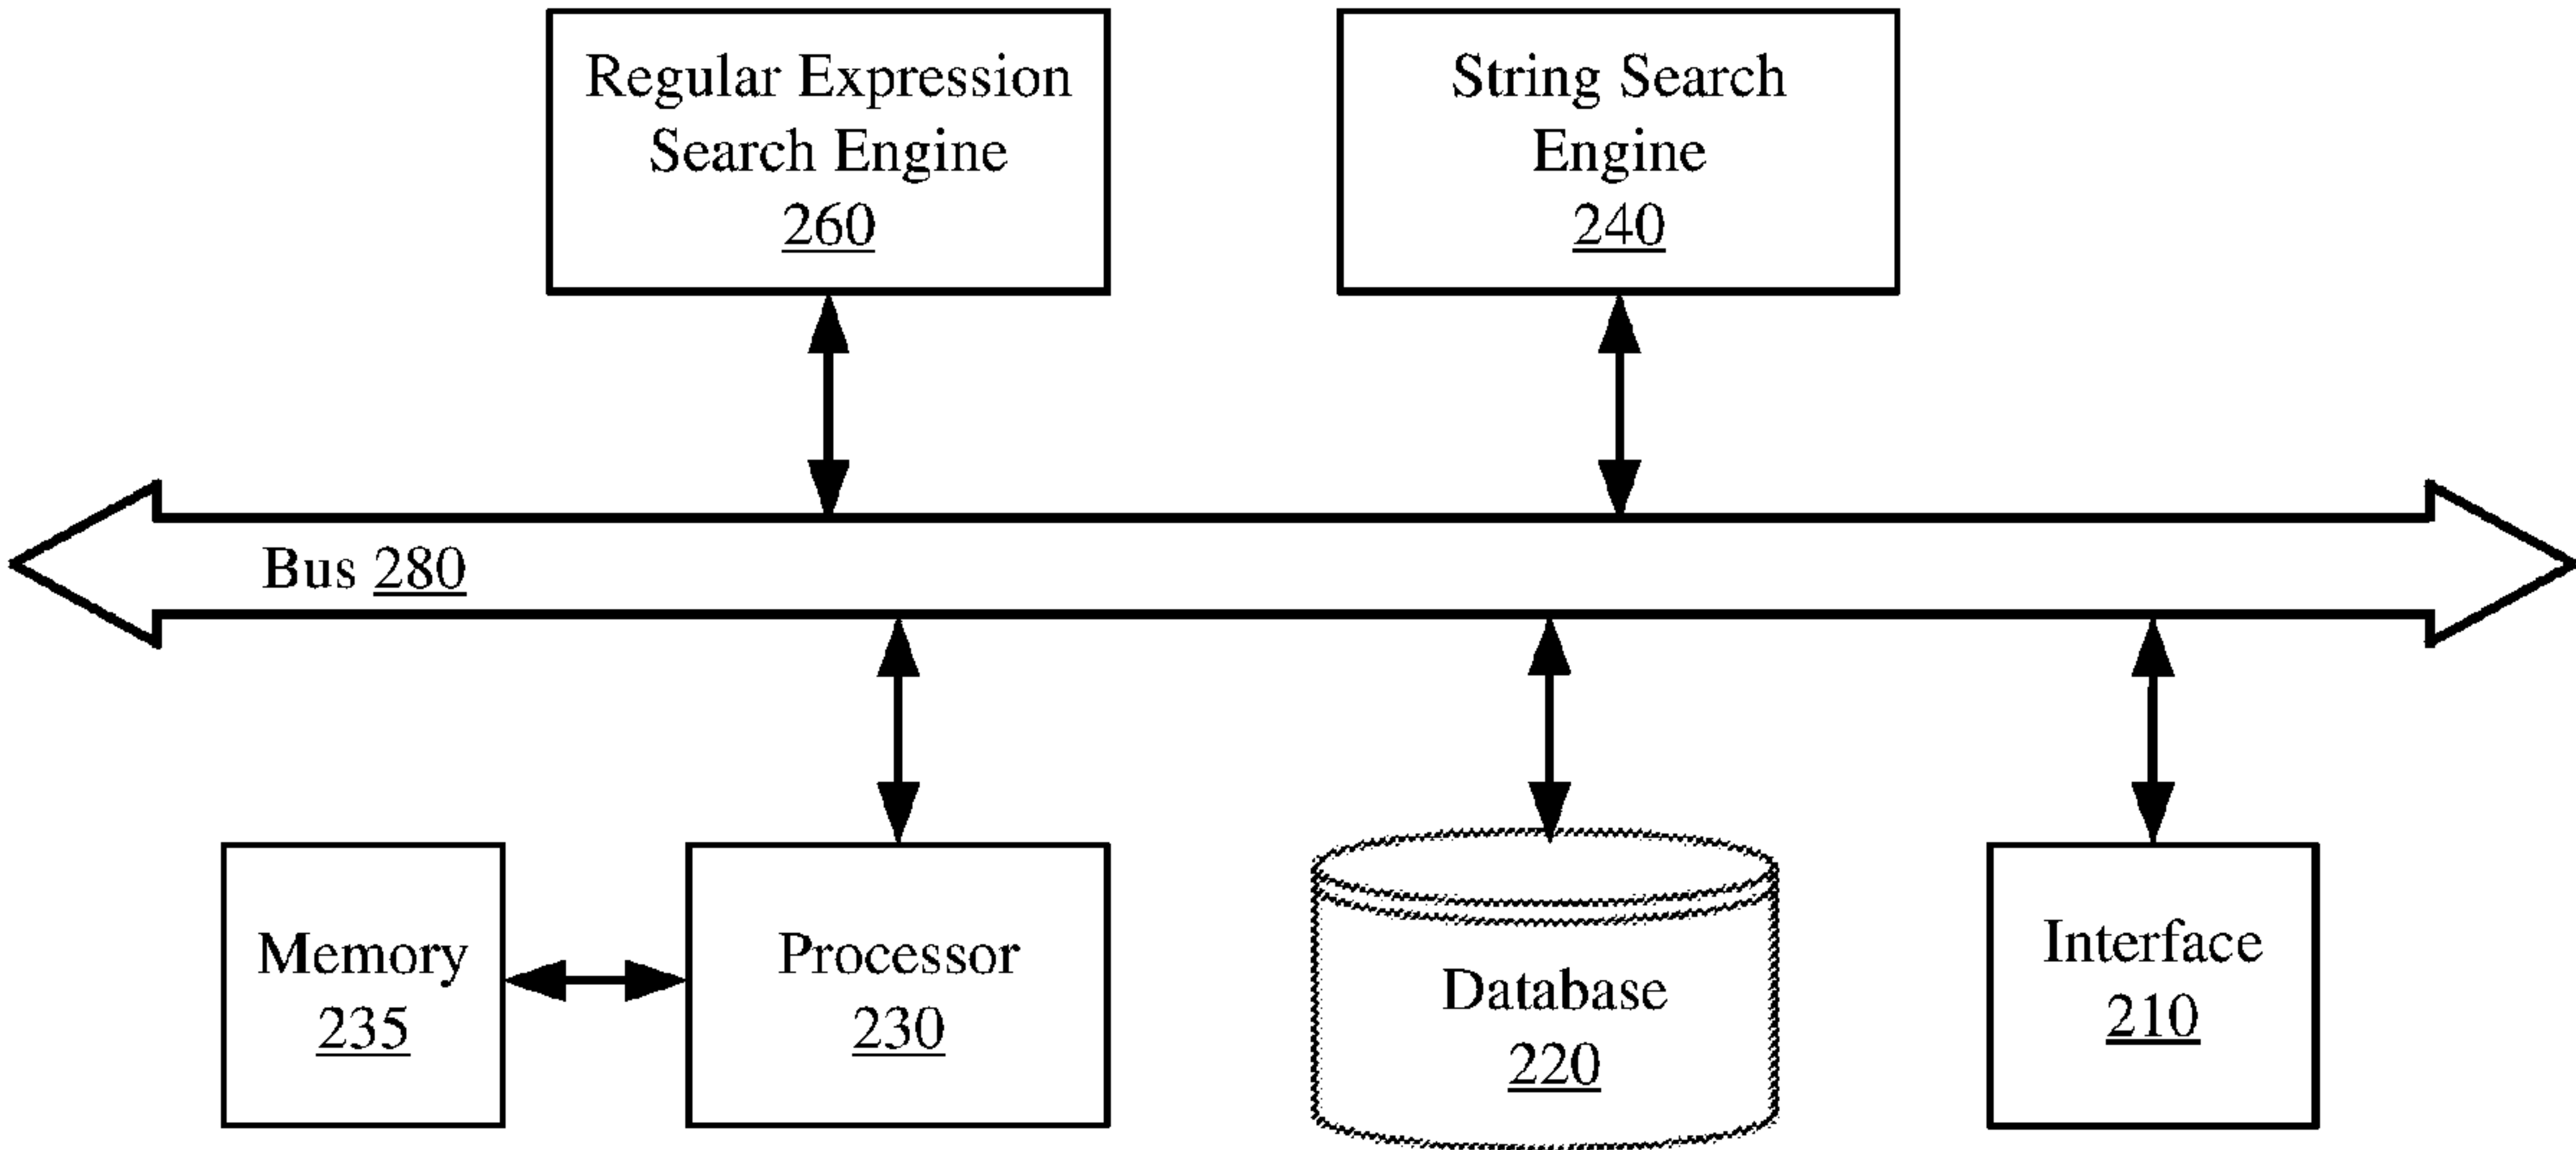 Regular Expression
Search Engine
260
String Search
Engine
240
Bus 280
Memory
235
Processor
230
Database
220
Interface
210